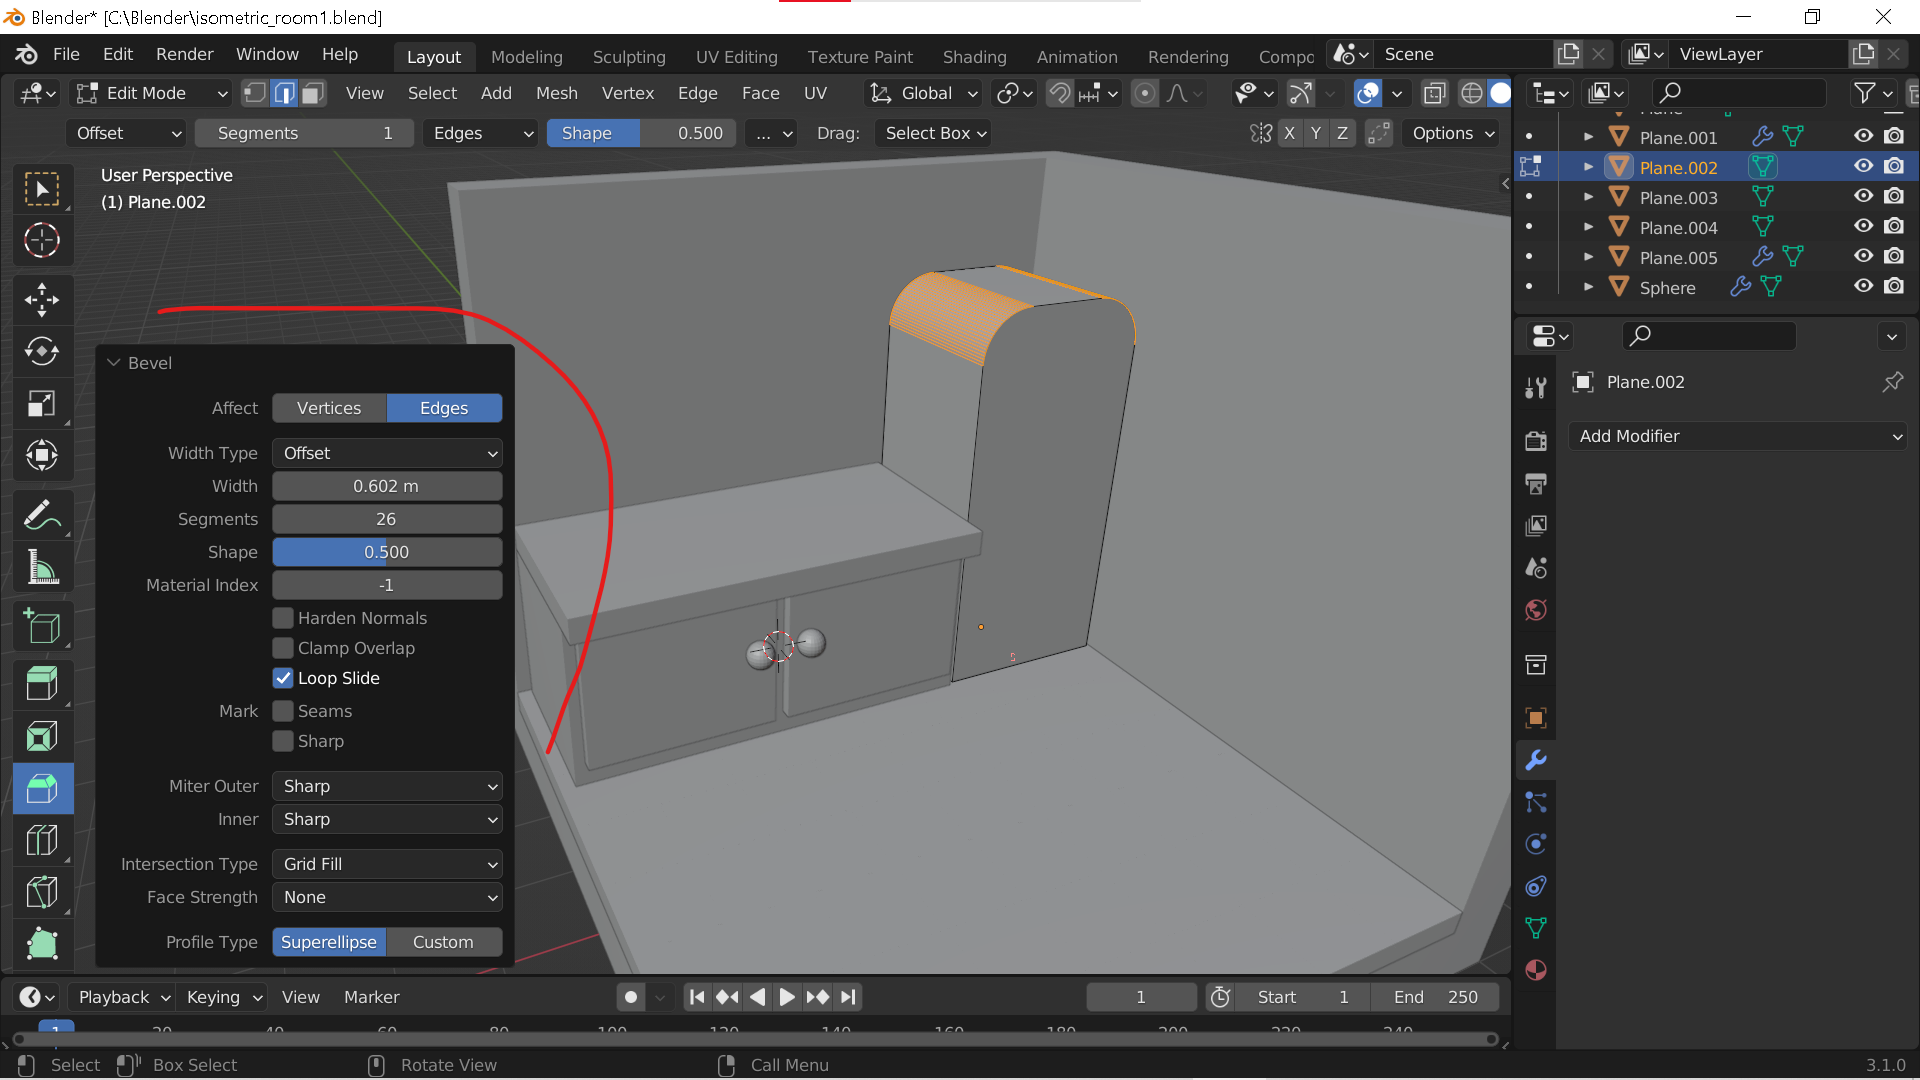 Blender* [C:\Blender\isometric_room1.blend]
File Edit Render Window Help Layout Modeling Sculpting UV Editing Texture Paint Shading Animation Rendering Compo Scene ViewLayer
Edit Mode View Select Add Mesh Vertex Edge Face UV Global
Offset Segments 1 Edges Shape 0.500 ... Drag: Select Box X Y Z Options
User Perspective
(1) Plane.002
Plane
Plane.001
Plane.002
Plane.003
Plane.004
Plane.005
Sphere
Plane.002
Add Modifier
Bevel
Affect Vertices Edges
Width Type Offset
Width 0.602 m
Segments 26
Shape 0.500
Material Index -1
Harden Normals
Clamp Overlap
Loop Slide
Mark Seams
Sharp
Miter Outer Sharp
Inner Sharp
Intersection Type Grid Fill
Face Strength None
Profile Type Superellipse Custom
Playback Keying View Marker 1 Start 1 End 250
1 20 40 60 80 100 120 140 160 180 200 220 240
Select Box Select Rotate View Call Menu 3.1.0